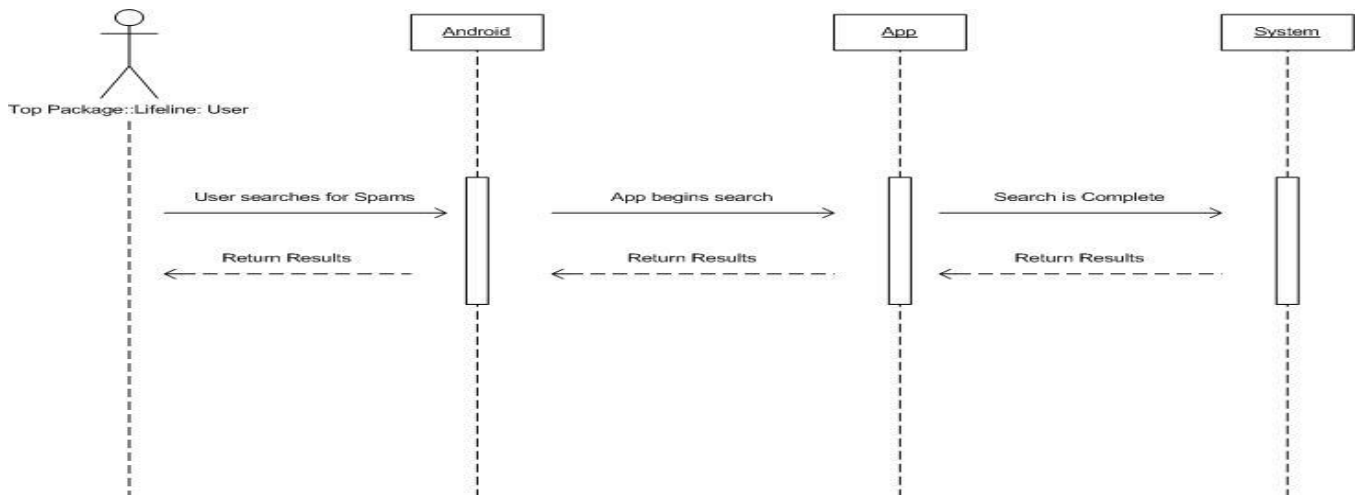 Android
App
System
Top Package::Lifeline: User
User searches for Spams
App begins search
Search is Complete
Return Results
Return Results
Return Results